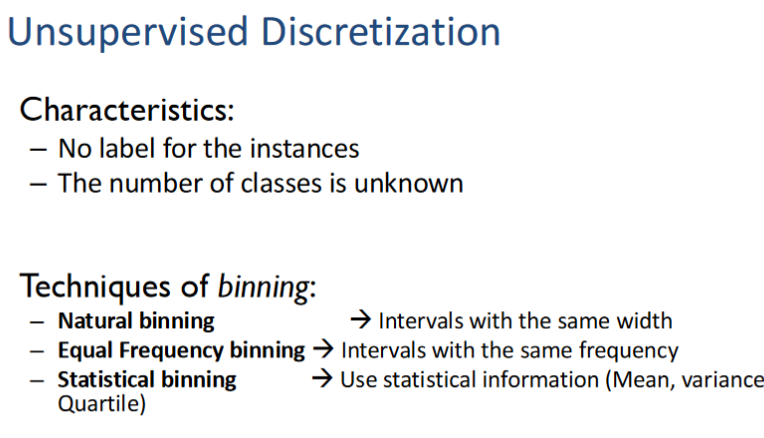 Unsupervised Discretization
Characteristics:
– No label for the instances
– The number of classes is unknown
Techniques of binning:
– Natural binning → Intervals with the same width
– Equal Frequency binning → Intervals with the same frequency
– Statistical binning → Use statistical information (Mean, variance
Quartile)